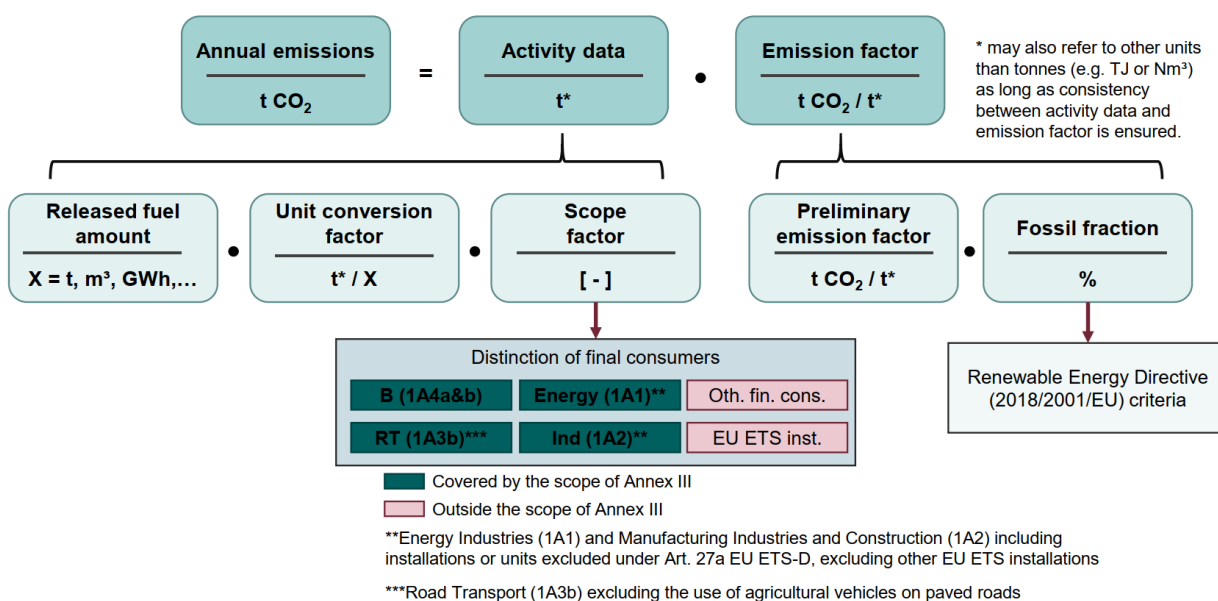 Annual emissions
t CO₂
=
Activity data
t*
•
Emission factor
t CO₂ / t*
* may also refer to other units
than tonnes (e.g. TJ or Nm³)
as long as consistency
between activity data and
emission factor is ensured.
Released fuel
amount
X = t, m³, GWh,…
•
Unit conversion
factor
t* / X
•
Scope
factor
[ - ]
Preliminary
emission factor
t CO₂ / t*
•
Fossil fraction
%
Distinction of final consumers
B (1A4a&b)
Energy (1A1)**
Oth. fin. cons.
RT (1A3b)***
Ind (1A2)**
EU ETS inst.
Renewable Energy Directive
(2018/2001/EU) criteria
Covered by the scope of Annex III
Outside the scope of Annex III
**Energy Industries (1A1) and Manufacturing Industries and Construction (1A2) including
installations or units excluded under Art. 27a EU ETS-D, excluding other EU ETS installations
***Road Transport (1A3b) excluding the use of agricultural vehicles on paved roads